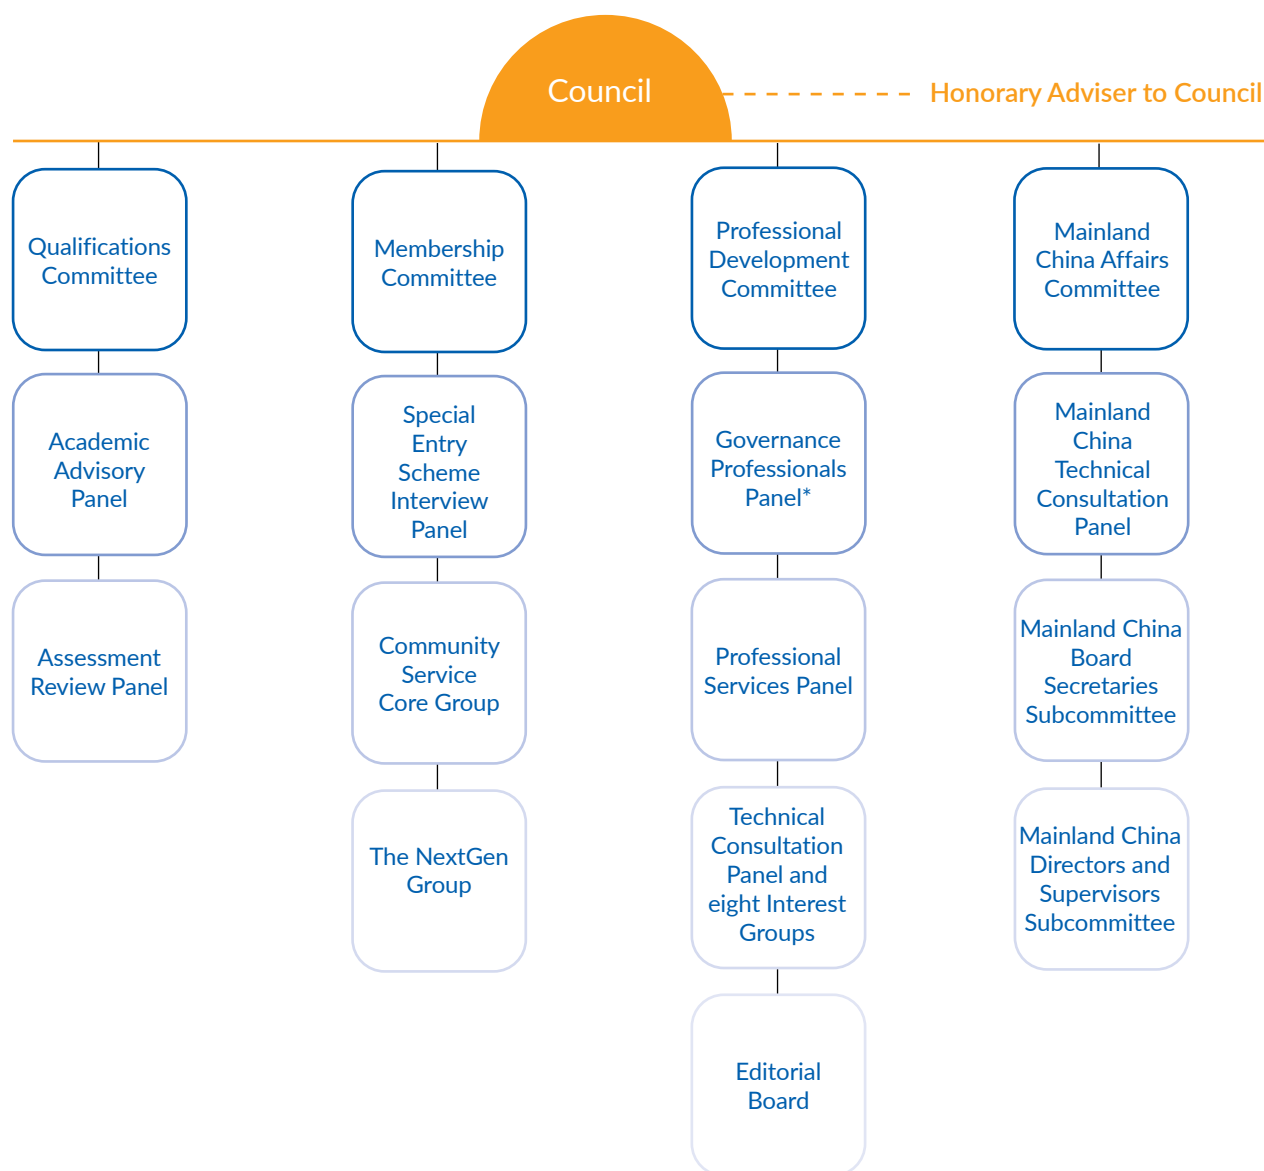 Council
Honorary Adviser to Council
Qualifications
Committee
Academic
Advisory
Panel
Assessment
Review Panel
Membership
Committee
Special
Entry
Scheme
Interview
Panel
Community
Service
Core Group
The NextGen
Group
Professional
Development
Committee
Governance
Professionals
Panel*
Professional
Services Panel
Technical
Consultation
Panel and
eight Interest
Groups
Editorial
Board
Mainland
China Affairs
Committee
Mainland
China
Technical
Consultation
Panel
Mainland China
Board
Secretaries
Subcommittee
Mainland China
Directors and
Supervisors
Subcommittee